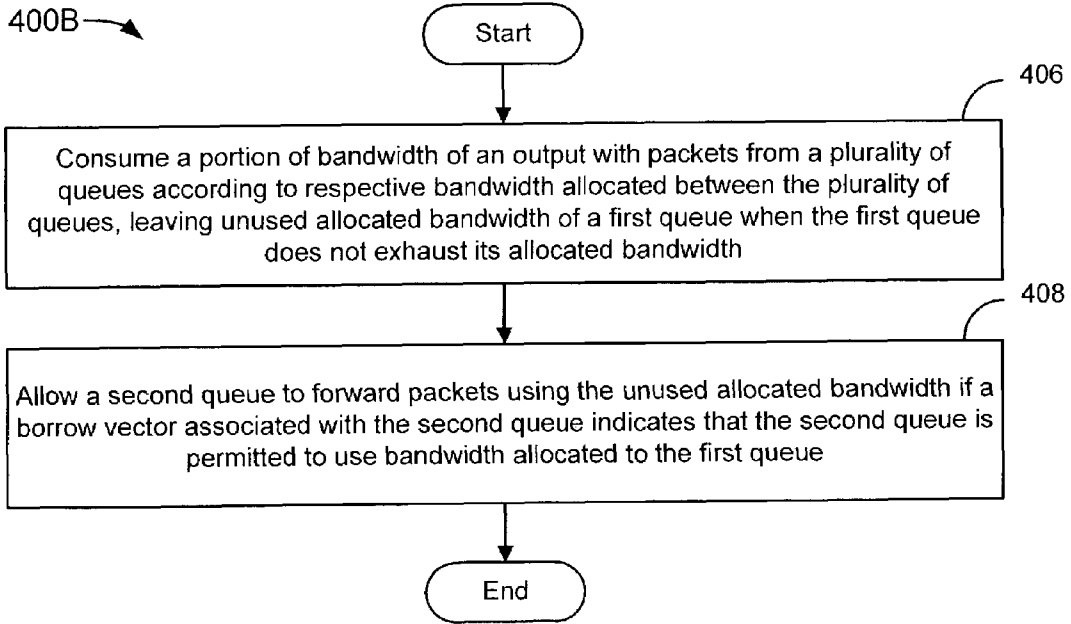 400B
Start
406
Consume a portion of bandwidth of an output with packets from a plurality of
queues according to respective bandwidth allocated between the plurality of
queues, leaving unused allocated bandwidth of a first queue when the first queue
does not exhaust its allocated bandwidth
408
Allow a second queue to forward packets using the unused allocated bandwidth if a
borrow vector associated with the second queue indicates that the second queue is
permitted to use bandwidth allocated to the first queue
End